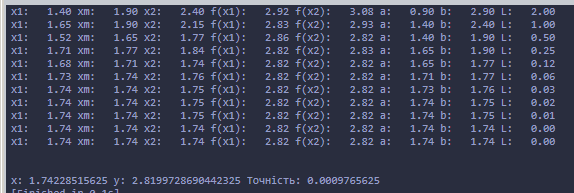 x1: 1.40 xm: 1.90 x2: 2.40 f(x1): 2.92 f(x2): 3.08 a: 0.90 b: 2.90 L: 2.00
x1: 1.65 xm: 1.90 x2: 2.15 f(x1): 2.83 f(x2): 2.93 a: 1.40 b: 2.40 L: 1.00
x1: 1.52 xm: 1.65 x2: 1.77 f(x1): 2.86 f(x2): 2.82 a: 1.40 b: 1.90 L: 0.50
x1: 1.71 xm: 1.77 x2: 1.84 f(x1): 2.82 f(x2): 2.83 a: 1.65 b: 1.90 L: 0.25
x1: 1.68 xm: 1.71 x2: 1.74 f(x1): 2.82 f(x2): 2.82 a: 1.65 b: 1.77 L: 0.12
x1: 1.73 xm: 1.74 x2: 1.76 f(x1): 2.82 f(x2): 2.82 a: 1.71 b: 1.77 L: 0.06
x1: 1.74 xm: 1.74 x2: 1.75 f(x1): 2.82 f(x2): 2.82 a: 1.73 b: 1.76 L: 0.03
x1: 1.74 xm: 1.74 x2: 1.75 f(x1): 2.82 f(x2): 2.82 a: 1.74 b: 1.75 L: 0.02
x1: 1.74 xm: 1.74 x2: 1.74 f(x1): 2.82 f(x2): 2.82 a: 1.74 b: 1.75 L: 0.01
x1: 1.74 xm: 1.74 x2: 1.74 f(x1): 2.82 f(x2): 2.82 a: 1.74 b: 1.74 L: 0.00
x1: 1.74 xm: 1.74 x2: 1.74 f(x1): 2.82 f(x2): 2.82 a: 1.74 b: 1.74 L: 0.00
x: 1.74228515625 y: 2.8199728690442325 Точність: 0.0009765625
[Finished in 0.1s]